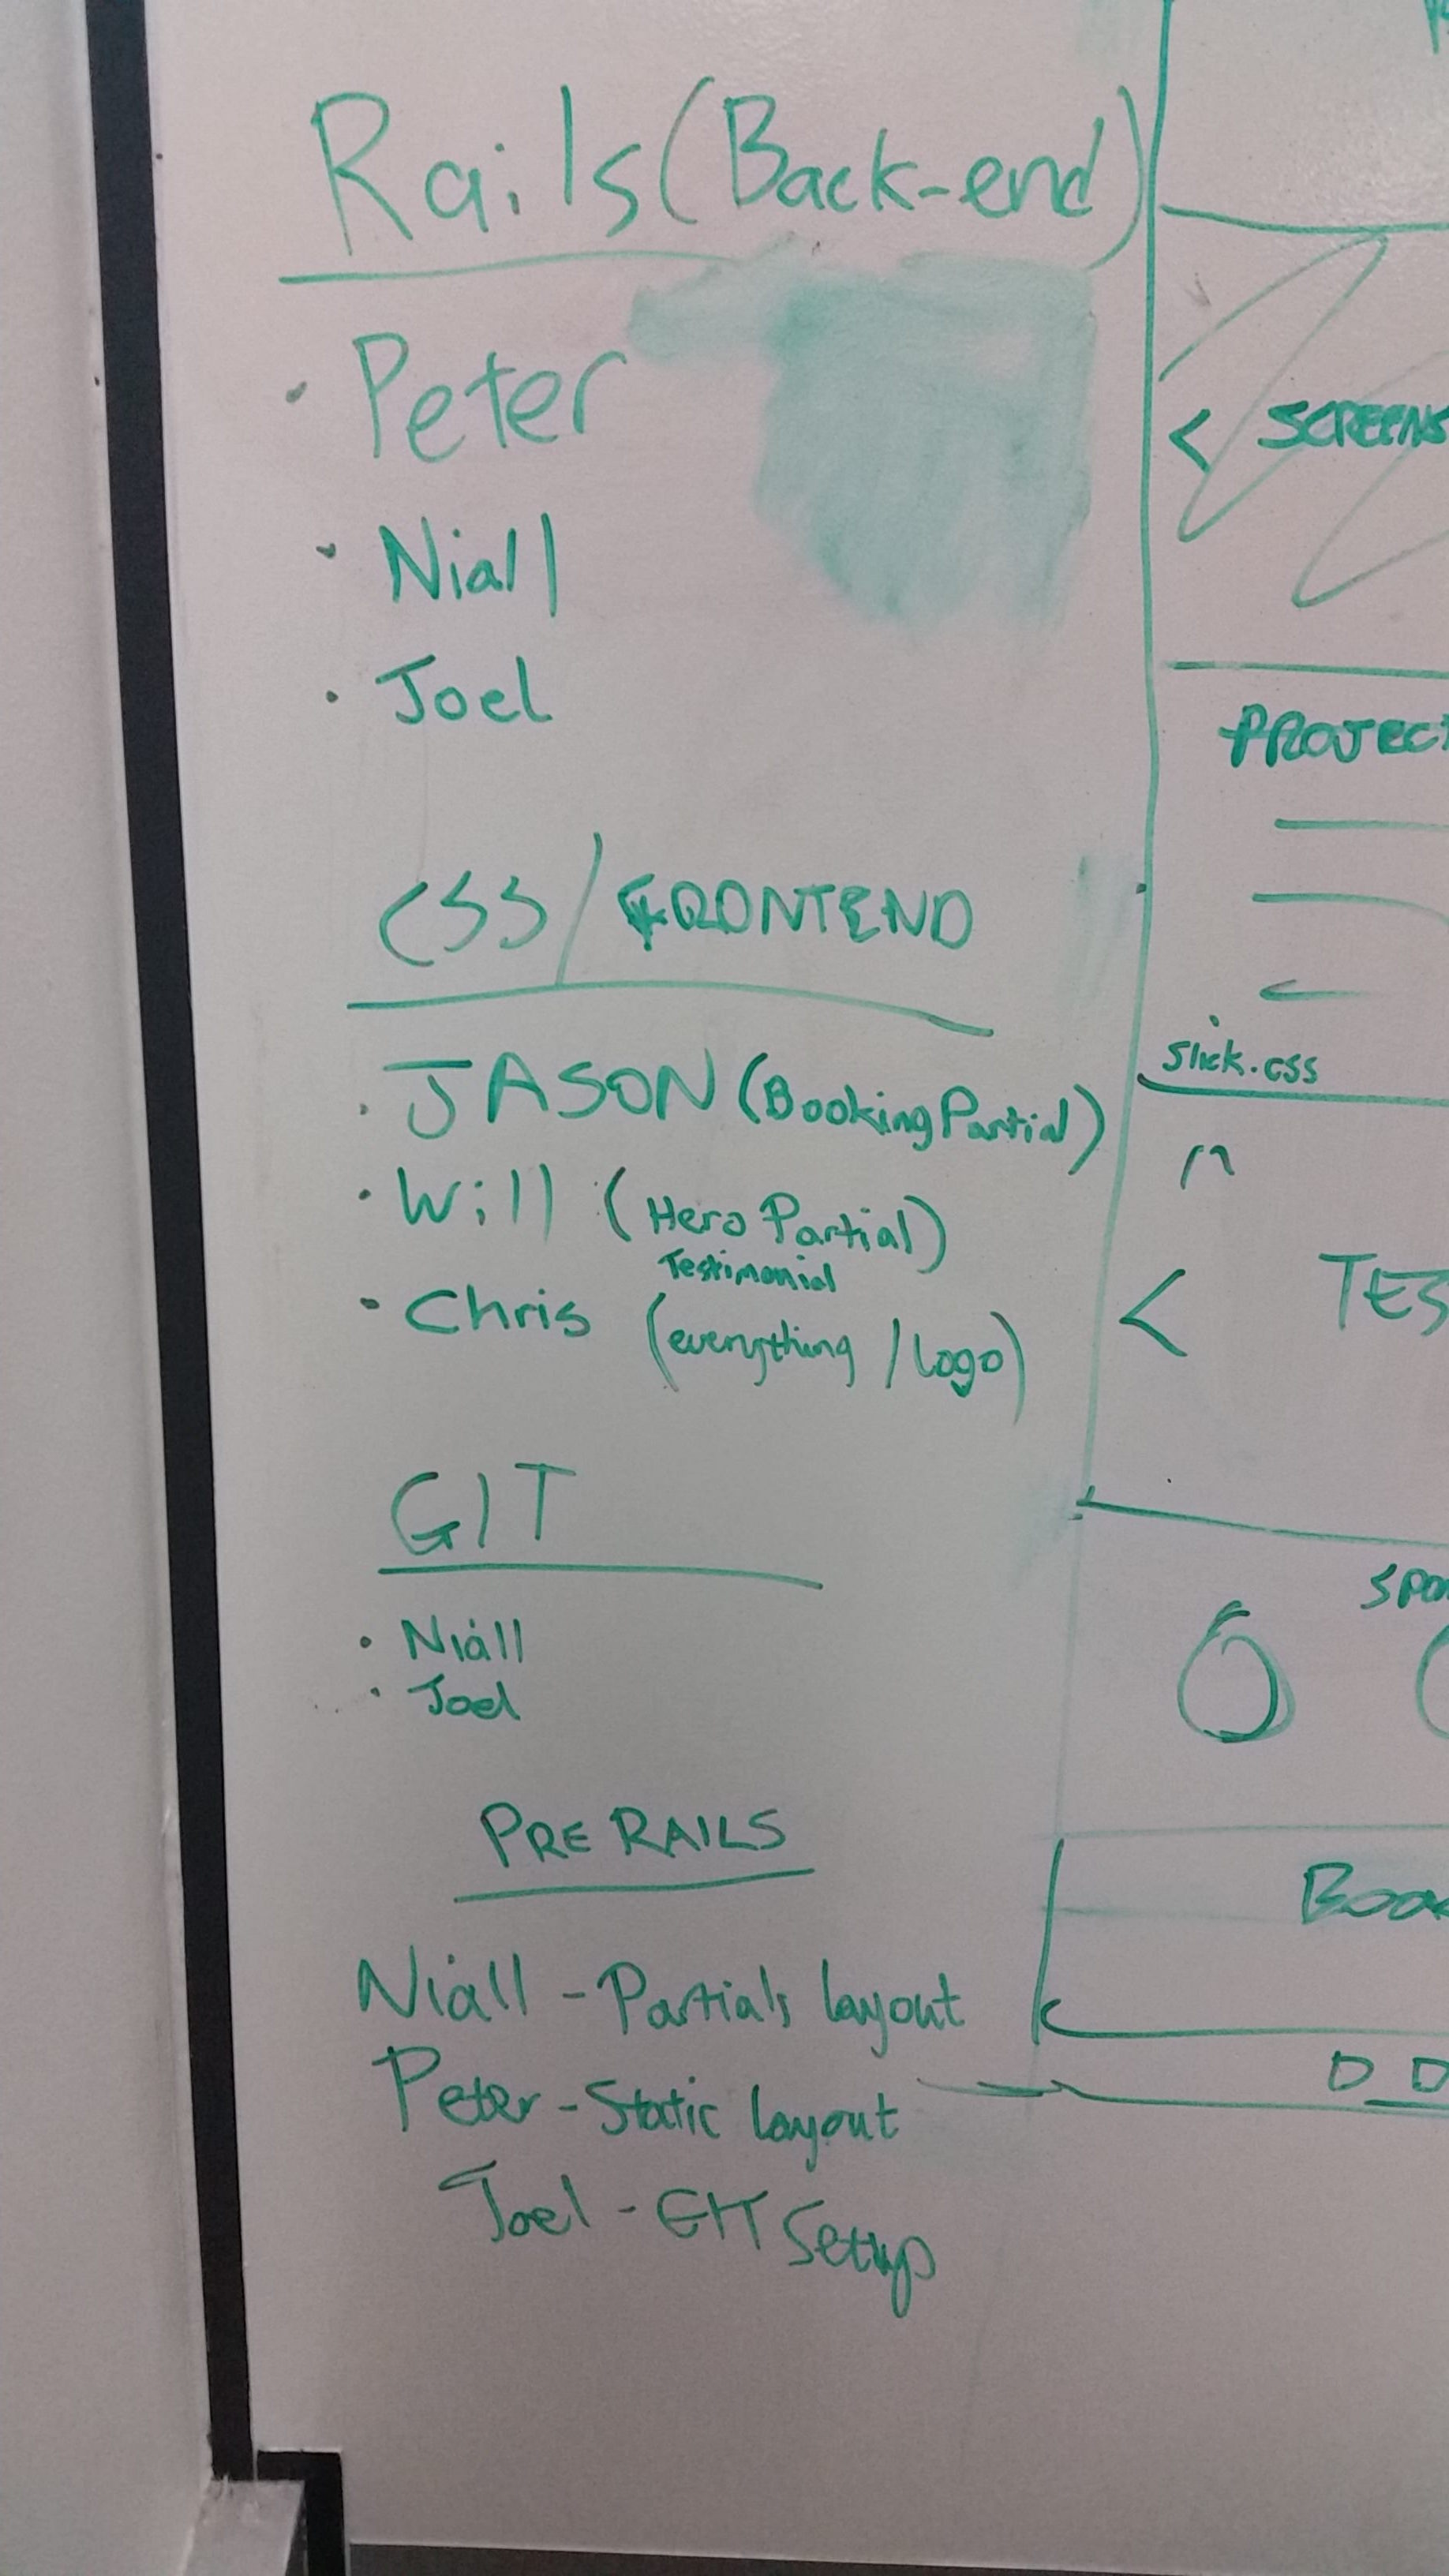 Rails (Back-end)
· Peter
· Niall
· Joel
CSS / FRONTEND
· JASON (Booking Partial)
· Will (Hero Partial)
Testimonial
· Chris (everything / Logo)
GIT
· Niall
· Joel
PRE RAILS
Niall - Partials layout
Peter - Static layout
Joel - GIT Setup
< SCREENS
PROJECT
slick.css
< TES
SPO
BOO